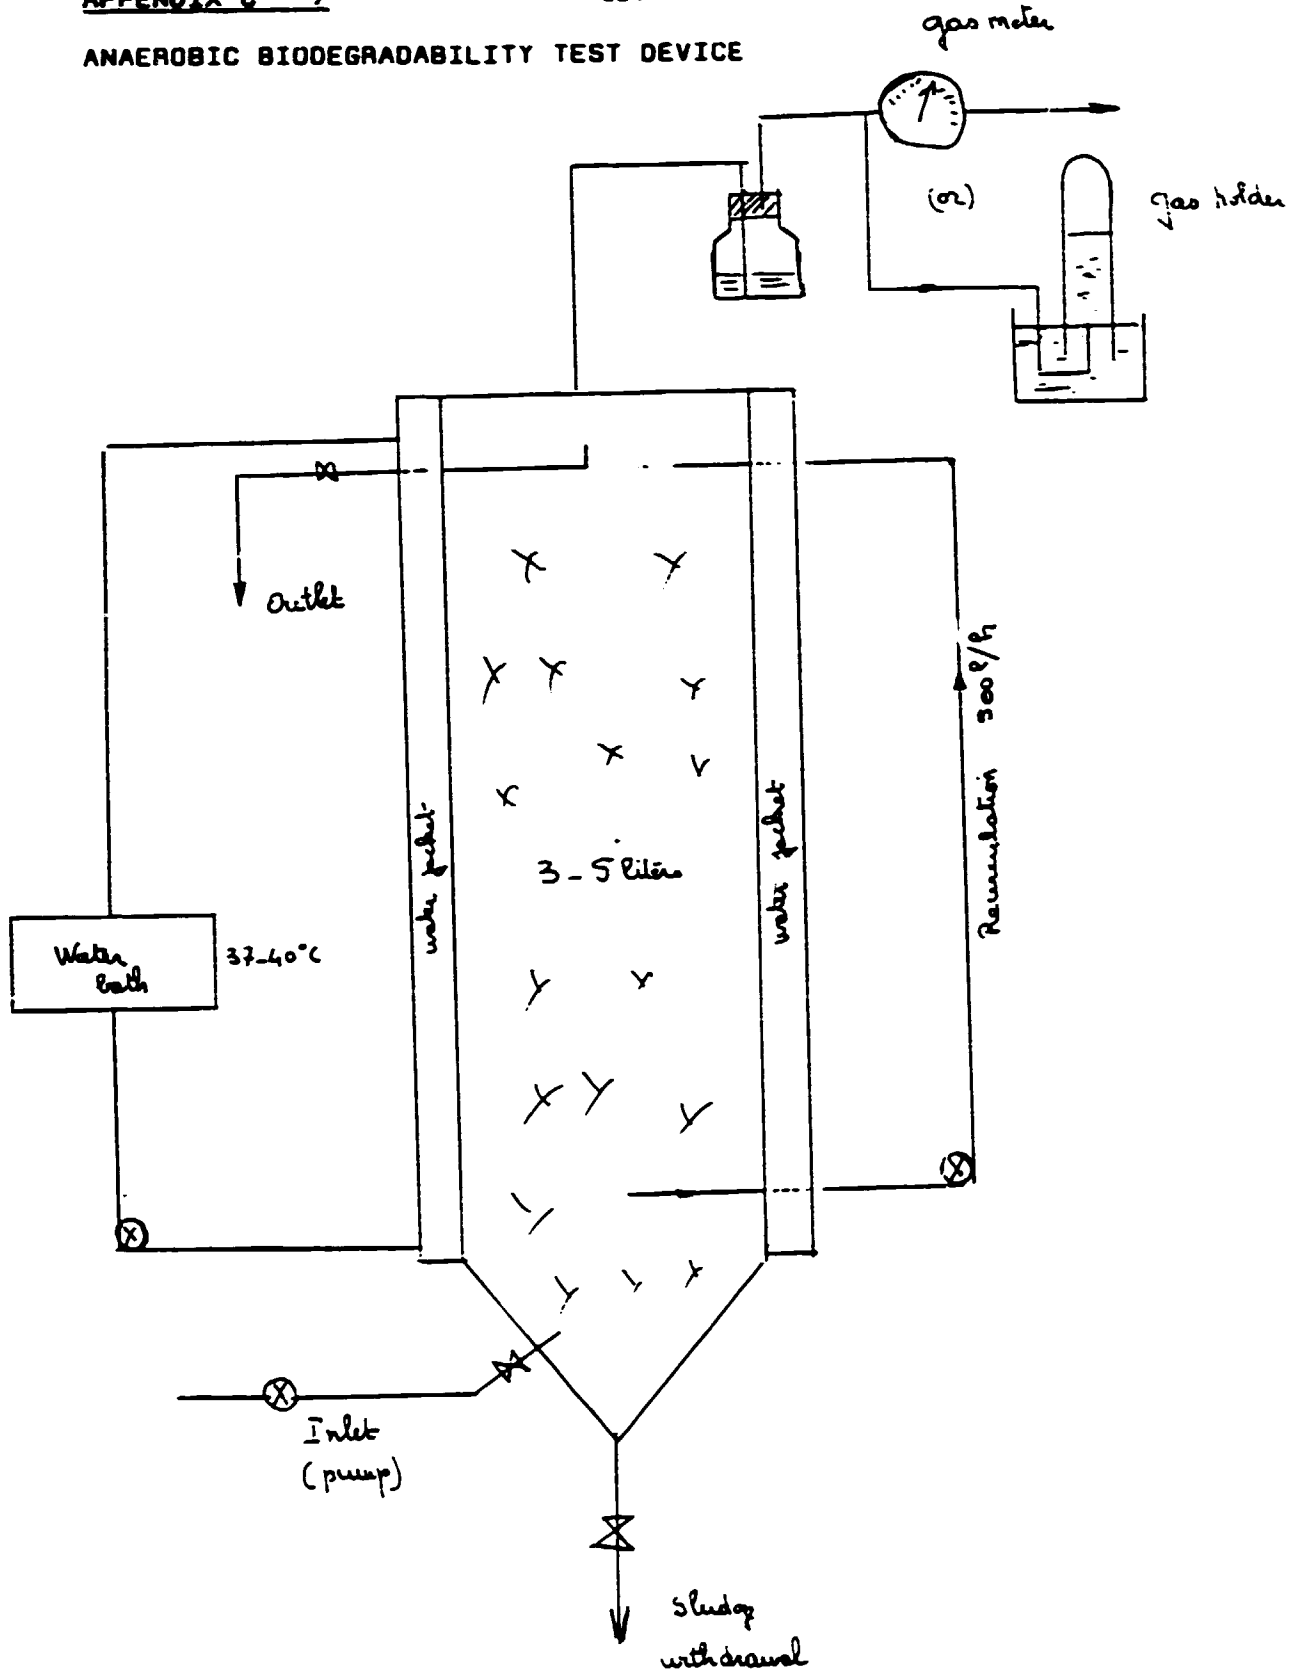 ANAEROBIC BIODEGRADABILITY TEST DEVICE
gas meter
(or)
gas holder
Outlet
water jacket
water jacket
3-5 liters
Recirculation
Water
bath
37-40°C
Inlet
(pump)
Sludge
withdrawal